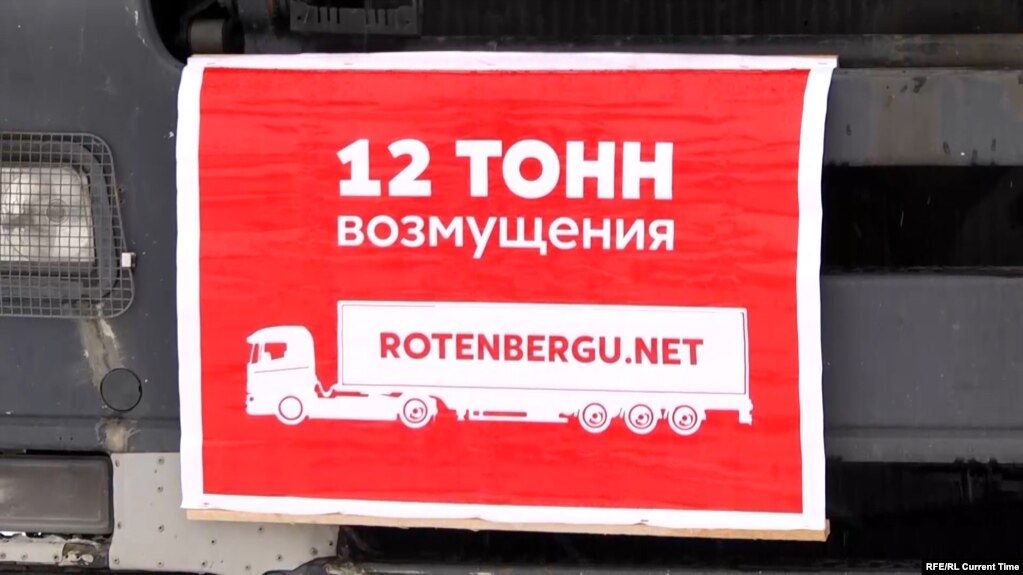 12 ТОНН
ВОЗМУЩЕНИЯ
ROTENBERGU.NET
RFE/RL Current Time